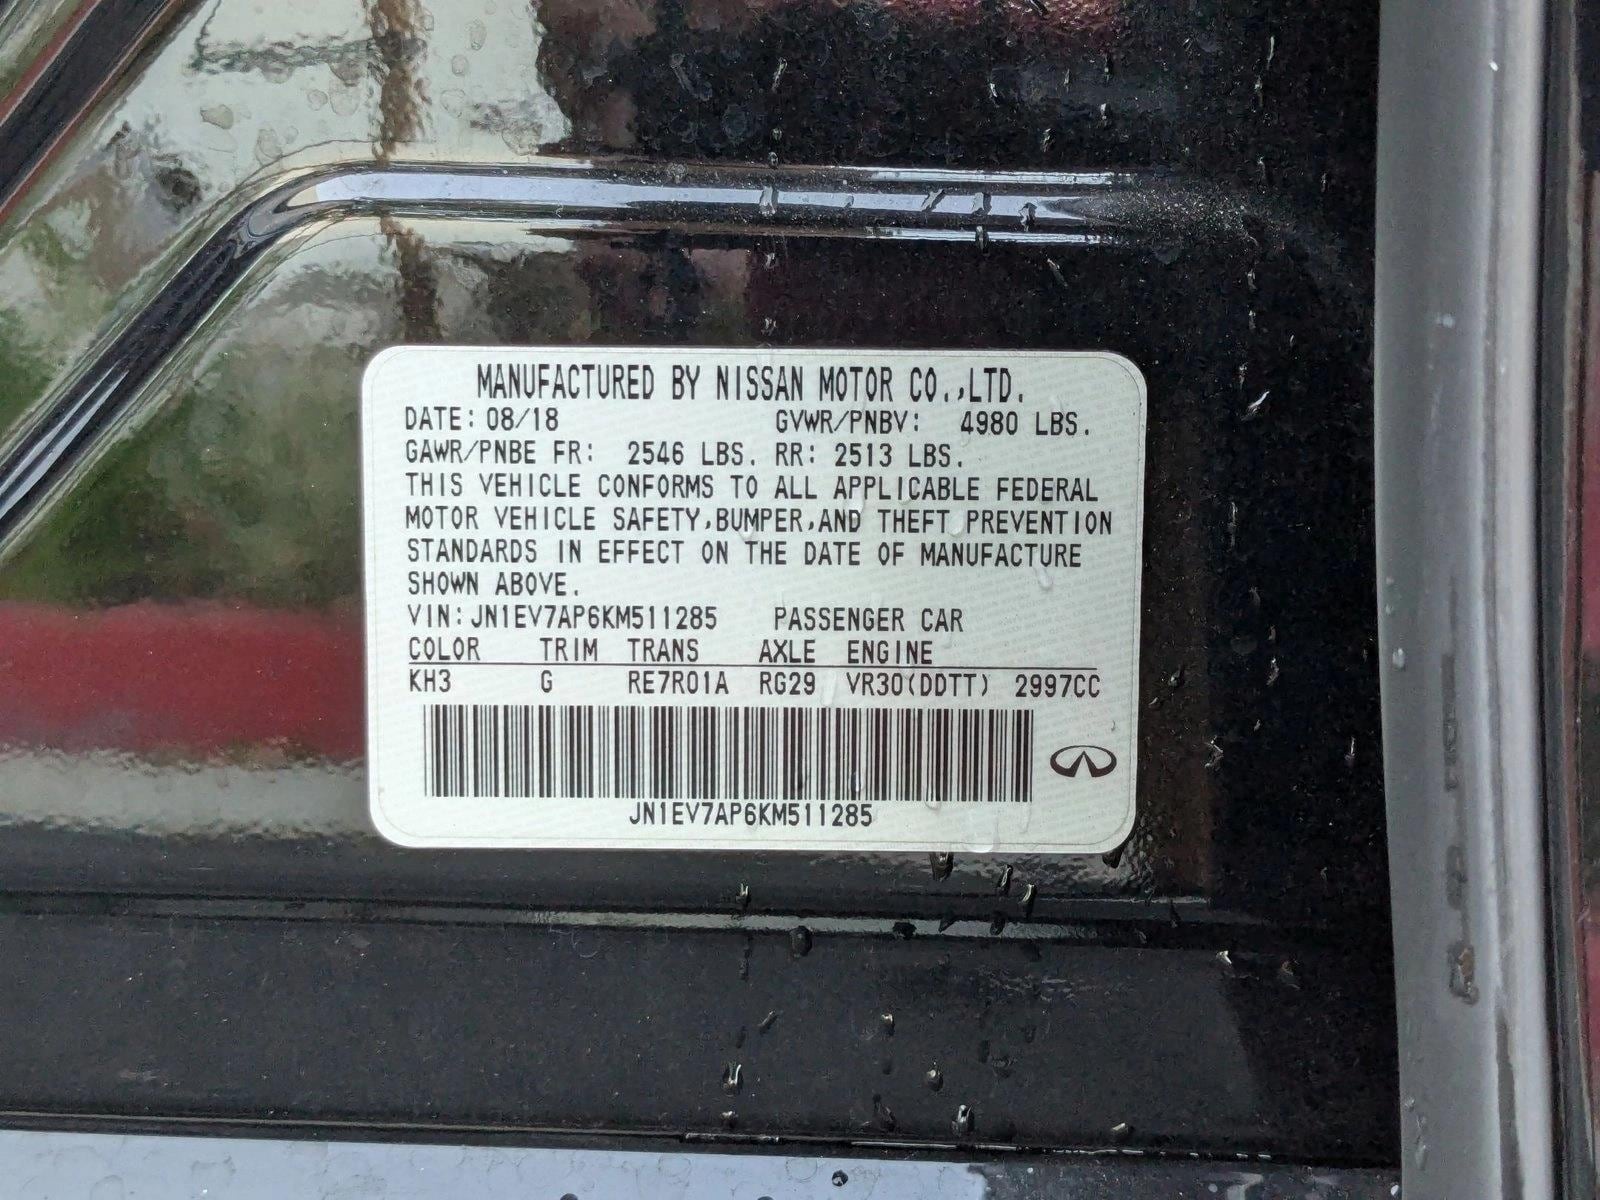 MANUFACTURED BY NISSAN MOTOR CO.,LTD.
DATE: 08/18 GVWR/PNBV: 4980 LBS.
GAWR/PNBE FR: 2546 LBS. RR: 2513 LBS.
THIS VEHICLE CONFORMS TO ALL APPLICABLE FEDERAL
MOTOR VEHICLE SAFETY,BUMPER,AND THEFT PREVENTION
STANDARDS IN EFFECT ON THE DATE OF MANUFACTURE
SHOWN ABOVE.
VIN:JN1EV7AP6KM511285 PASSENGER CAR
COLOR TRIM TRANS AXLE ENGINE
KH3 G RE7R01A RG29 VR30(DDTT) 2997CC
JN1EV7AP6KM511285